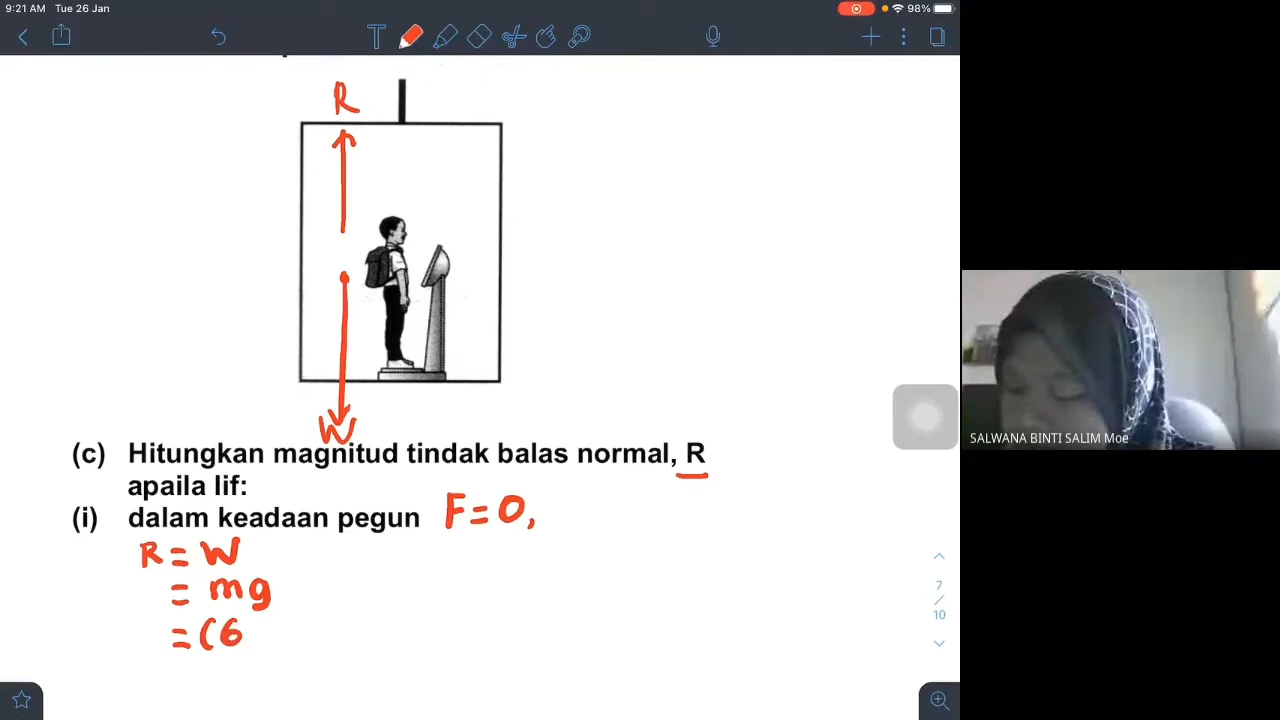 9:21 AM Tue 26 Jan
98%
T
R
W
(c) Hitungkan magnitud tindak balas normal, R
apaila lif:
(i) dalam keadaan pegun F = 0,
R = W
= mg
= (6
7
/
10
SALWANA BINTI SALIM Moe